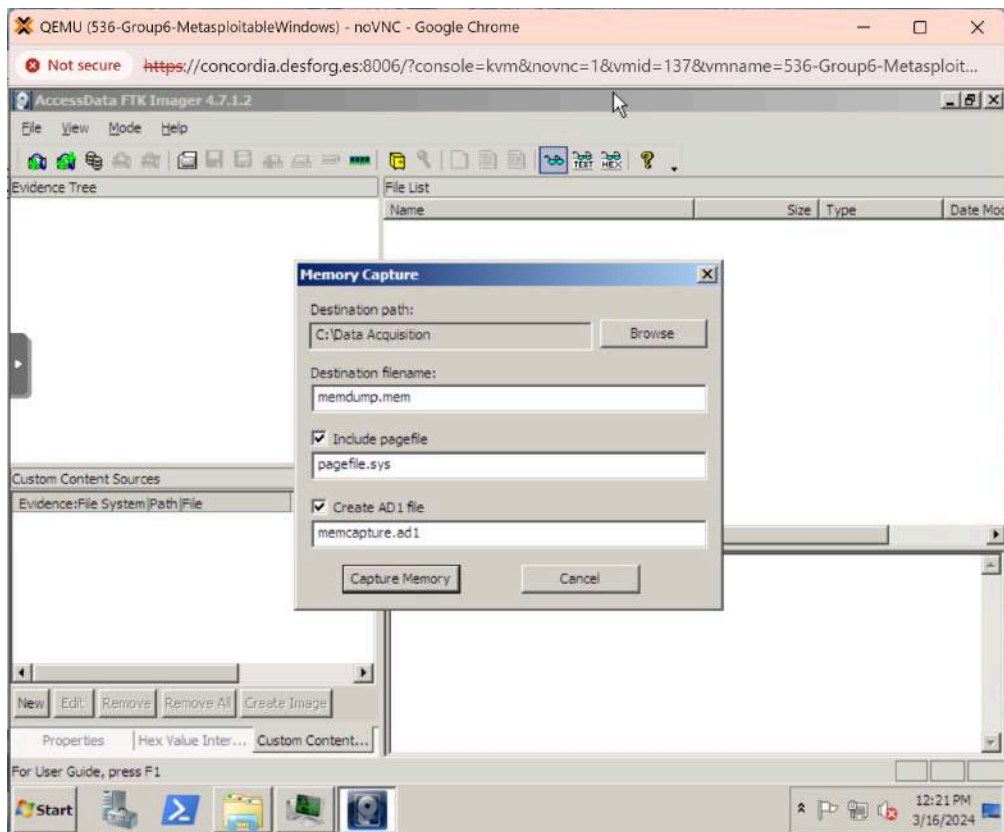 QEMU (536-Group6-MetasploitableWindows) - noVNC - Google Chrome
Not secure https://concordia.desforg.es:8006/?console=kvm&novnc=1&vmid=137&vmname=536-Group6-Metasploit...
AccessData FTK Imager 4.7.1.2
File View Mode Help
TEXT HEX
Evidence Tree
File List
Name Size Type Date Mod
Memory Capture
Destination path:
C:\Data Acquisition Browse
Destination filename:
memdump.mem
Include pagefile
pagefile.sys
Create AD1 file
memcapture.ad1
Capture Memory Cancel
Custom Content Sources
Evidence:File System|Path|File
New Edit Remove Remove All Create Image
Properties Hex Value Inter... Custom Content...
For User Guide, press F1
Start
12:21 PM
3/16/2024